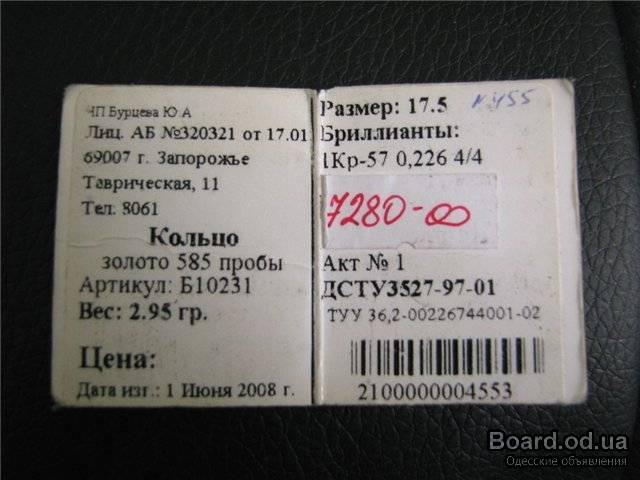 ЧП Бурцева Ю А
Лиц. АБ №320321 от 17.01
69007 г. Запорожье
Таврическая, 11
Тел. 8061
Кольцо
золото 585 пробы
Артикул: Б10231
Вес: 2.95 гр.
Цена:
Дата изг.: 1 Июня 2008 г.
Размер: 17.5
№455
Бриллианты:
1Кр-57 0,226 4/4
7280-00
Акт № 1
ДСТУ3527-97-01
ТУУ 36,2-00226744001-02
2100000004553
Board.od.ua
Одесские объявления